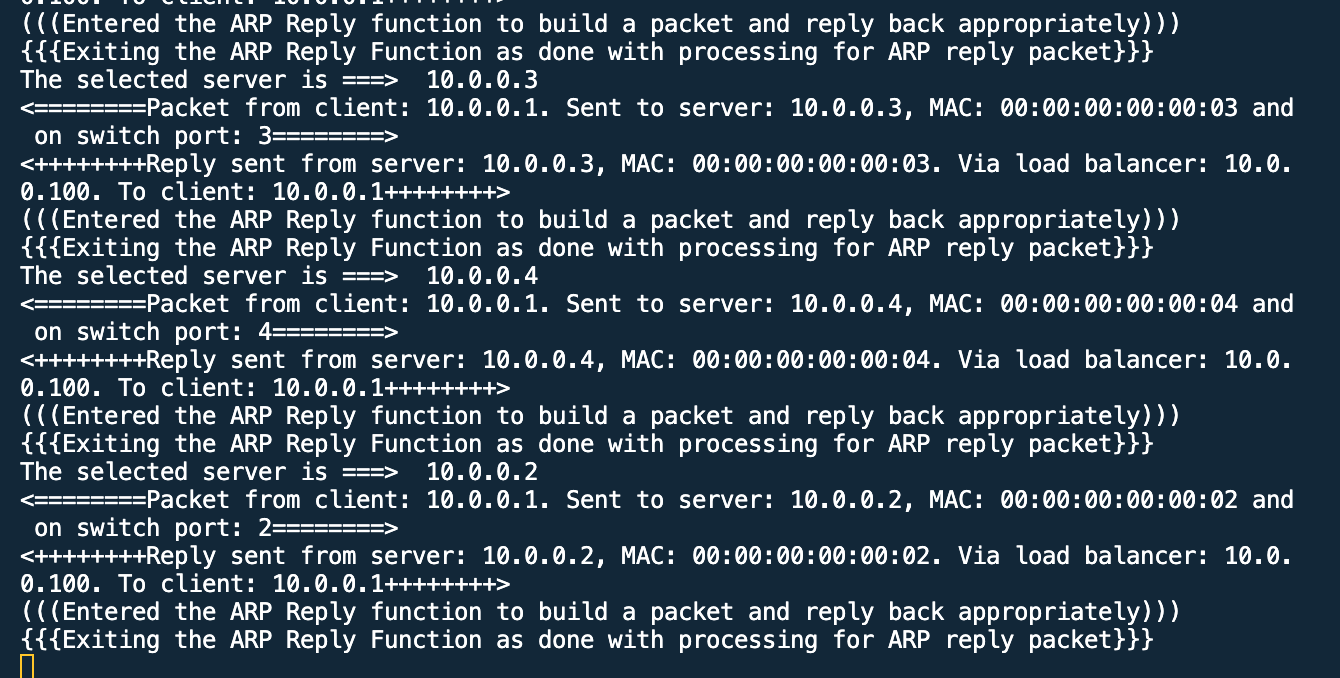 0.100. To client: 10.0.0.1++++++++>
(((Entered the ARP Reply function to build a packet and reply back appropriately)))
{{{Exiting the ARP Reply Function as done with processing for ARP reply packet}}}
The selected server is ===>  10.0.0.3
<========Packet from client: 10.0.0.1. Sent to server: 10.0.0.3, MAC: 00:00:00:00:00:03 and
 on switch port: 3========>
<++++++++Reply sent from server: 10.0.0.3, MAC: 00:00:00:00:00:03. Via load balancer: 10.0.
0.100. To client: 10.0.0.1++++++++>
(((Entered the ARP Reply function to build a packet and reply back appropriately)))
{{{Exiting the ARP Reply Function as done with processing for ARP reply packet}}}
The selected server is ===>  10.0.0.4
<========Packet from client: 10.0.0.1. Sent to server: 10.0.0.4, MAC: 00:00:00:00:00:04 and
 on switch port: 4========>
<++++++++Reply sent from server: 10.0.0.4, MAC: 00:00:00:00:00:04. Via load balancer: 10.0.
0.100. To client: 10.0.0.1++++++++>
(((Entered the ARP Reply function to build a packet and reply back appropriately)))
{{{Exiting the ARP Reply Function as done with processing for ARP reply packet}}}
The selected server is ===>  10.0.0.2
<========Packet from client: 10.0.0.1. Sent to server: 10.0.0.2, MAC: 00:00:00:00:00:02 and
 on switch port: 2========>
<++++++++Reply sent from server: 10.0.0.2, MAC: 00:00:00:00:00:02. Via load balancer: 10.0.
0.100. To client: 10.0.0.1++++++++>
(((Entered the ARP Reply function to build a packet and reply back appropriately)))
{{{Exiting the ARP Reply Function as done with processing for ARP reply packet}}}